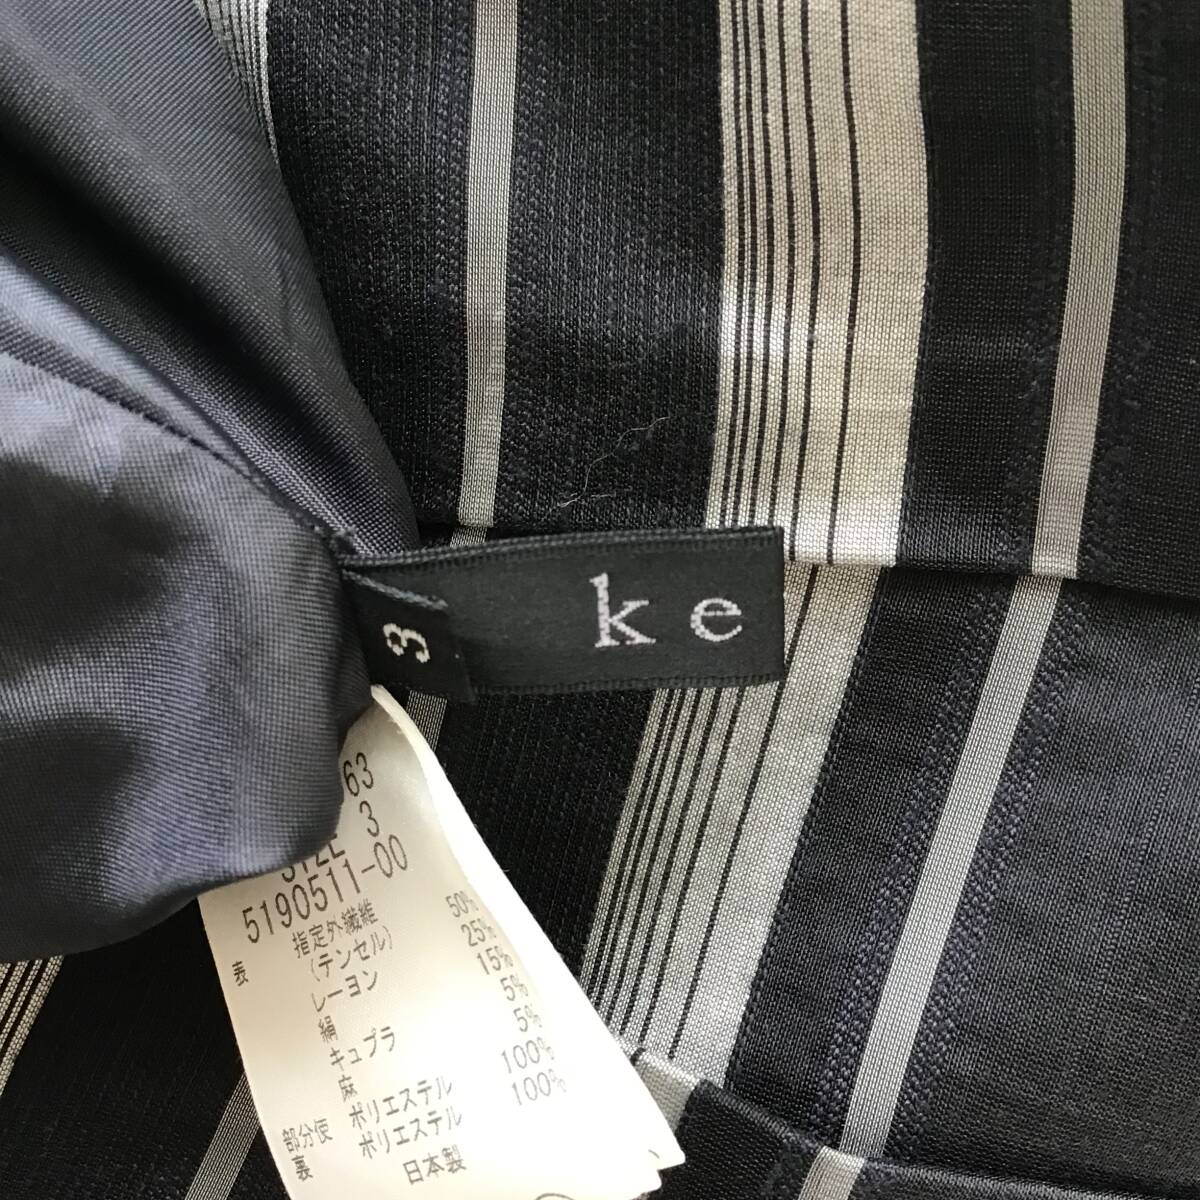 ke
3
63
SIZE 3
5190511-00
表 指定外繊維 50%
(テンセル)
レーヨン 25%
絹 15%
キュプラ 5%
麻 5%
部分使 ポリエステル 100%
裏 ポリエステル 100%
日本製